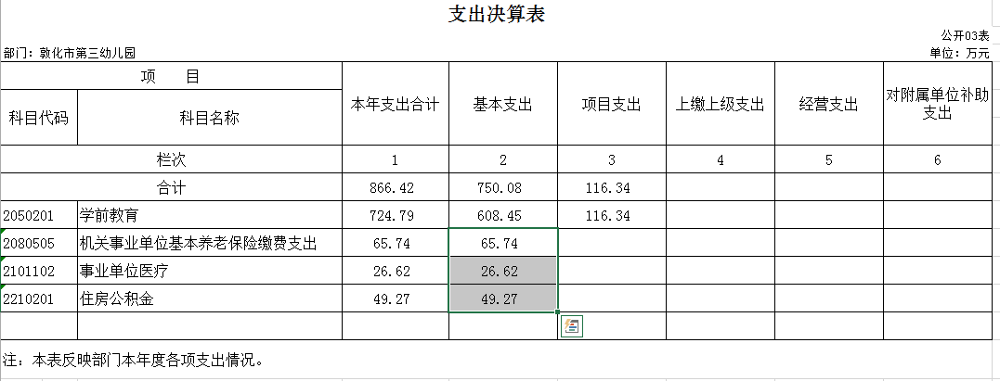 支出决算表
公开03表
部门：敦化市第三幼儿园 单位：万元
项 目 本年支出合计 基本支出 项目支出 上缴上级支出 经营支出 对附属单位补助
支出
科目代码 科目名称
栏次 1 2 3 4 5 6
合计 866.42 750.08 116.34
2050201 学前教育 724.79 608.45 116.34
2080505 机关事业单位基本养老保险缴费支出 65.74 65.74
2101102 事业单位医疗 26.62 26.62
2210201 住房公积金 49.27 49.27
注：本表反映部门本年度各项支出情况。